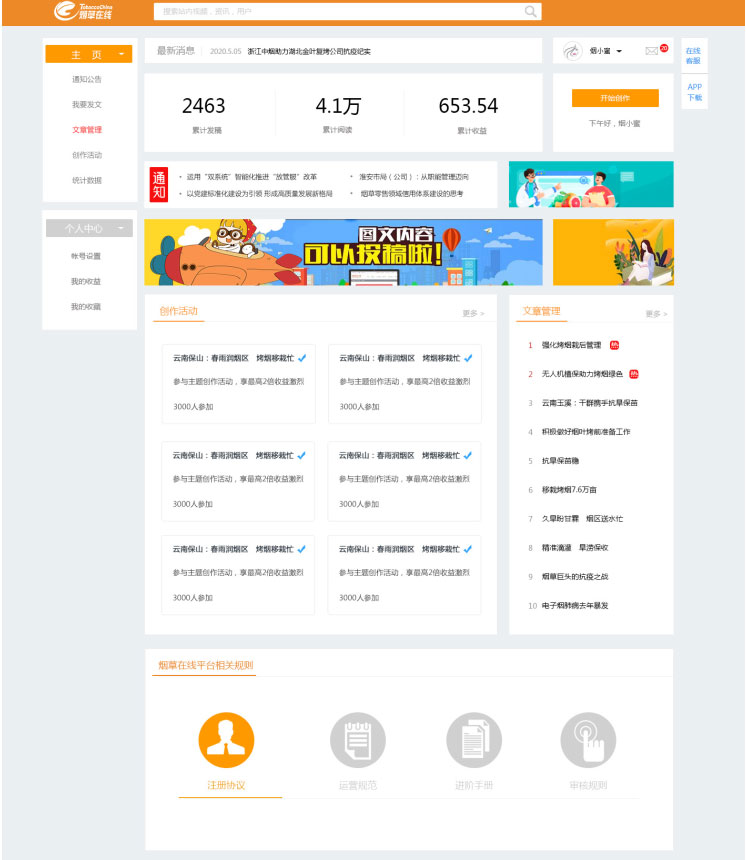 TobaccoChina
烟草在线
搜索站内视频，资讯，用户
主 页
通知公告
我要发文
文章管理
创作活动
统计数据
个人中心
帐号设置
我的收益
我的收藏
最新消息 2020.5.05 浙江中烟助力湖北金叶复烤公司抗疫纪实
烟小蜜
20
在线
客服
APP
下载
2463
累计发稿
4.1万
累计阅读
653.54
累计收益
开始创作
下午好，烟小蜜
通知
• 运用“双系统”智能化推进“放管服”改革
• 淮安市局（公司）：从职能管理迈向
• 以党建标准化建设为引领 形成高质量发展新格局
• 烟草零售领域信用体系建设的思考
图文内容
可以投稿啦!
创作活动
更多 >
云南保山：春雨润烟区 烤烟移栽忙
参与主题创作活动，享最高2倍收益激烈
3000人参加
云南保山：春雨润烟区 烤烟移栽忙
参与主题创作活动，享最高2倍收益激烈
3000人参加
云南保山：春雨润烟区 烤烟移栽忙
参与主题创作活动，享最高2倍收益激烈
3000人参加
云南保山：春雨润烟区 烤烟移栽忙
参与主题创作活动，享最高2倍收益激烈
3000人参加
云南保山：春雨润烟区 烤烟移栽忙
参与主题创作活动，享最高2倍收益激烈
3000人参加
云南保山：春雨润烟区 烤烟移栽忙
参与主题创作活动，享最高2倍收益激烈
3000人参加
文章管理
更多 >
1 强化烤烟栽后管理 热
2 无人机植保助力烤烟绿色 热
3 云南玉溪：干群携手抗旱保苗
4 积极做好烟叶烤前准备工作
5 抗旱保苗稳
6 移栽烤烟7.6万亩
7 久旱盼甘霖 烟区送水忙
8 精准滴灌 旱涝保收
9 烟草巨头的抗疫之战
10 电子烟肺病去年暴发
烟草在线平台相关规则
注册协议
运营规范
进阶手册
审核规则